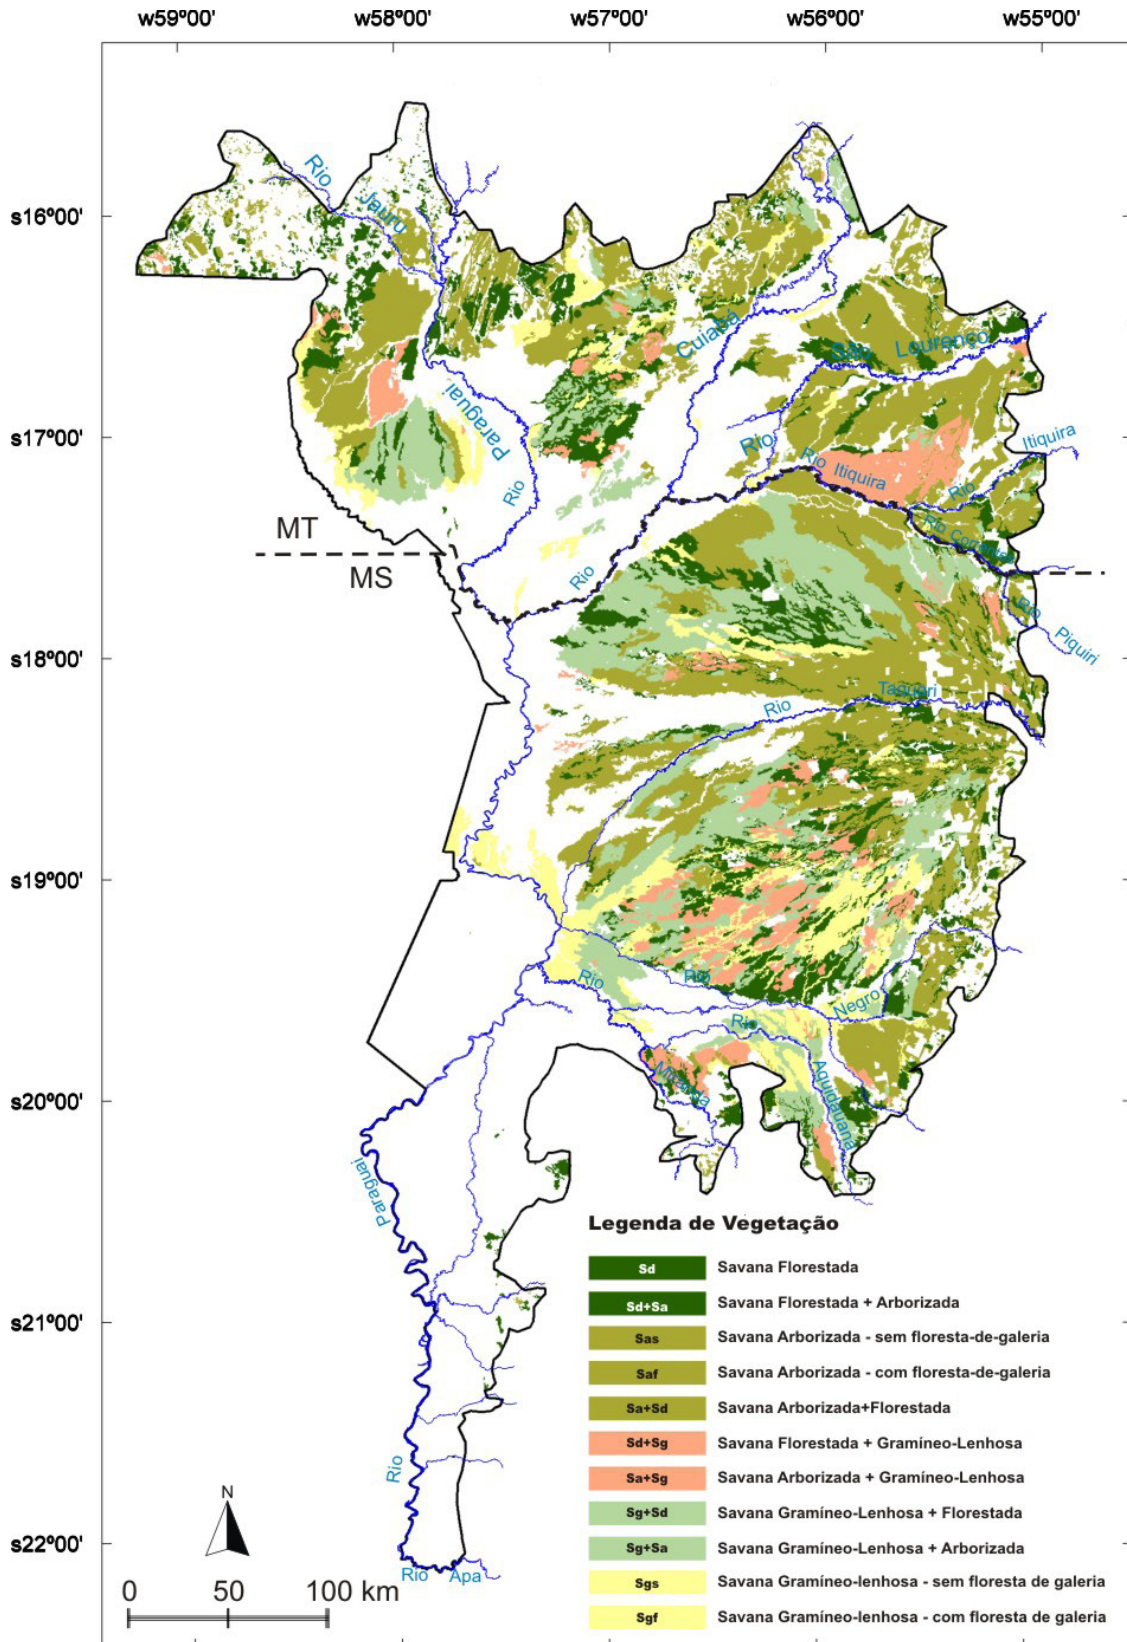 w59º00' w58º00' w57º00' w56º00' w55º00'
s16º00'
s17º00'
s18º00'
s19º00'
s20º00'
s21º00'
s22º00'
Rio
Jauru
Cuiabá
São Lourenço
Paraguai
Rio
Rio
Itiquira
Rio Itiquira
Rio
MT
Rio Correntes
MS
Rio
Rio
Piquiri
Taquari
Rio
Rio
Rio
Negro
Rio
Miranda
Aquidauana
Paraguai
Rio
Rio Apa
N
0 50 100 km
Legenda de Vegetação
Sd Savana Florestada
Sd+Sa Savana Florestada + Arborizada
Sas Savana Arborizada - sem floresta-de-galeria
Saf Savana Arborizada - com floresta-de-galeria
Sa+Sd Savana Arborizada+Florestada
Sd+Sg Savana Florestada + Gramíneo-Lenhosa
Sa+Sg Savana Arborizada + Gramíneo-Lenhosa
Sg+Sd Savana Gramíneo-Lenhosa + Florestada
Sg+Sa Savana Gramíneo-Lenhosa + Arborizada
Sgs Savana Gramíneo-lenhosa - sem floresta de galeria
Sgf Savana Gramíneo-lenhosa - com floresta de galeria